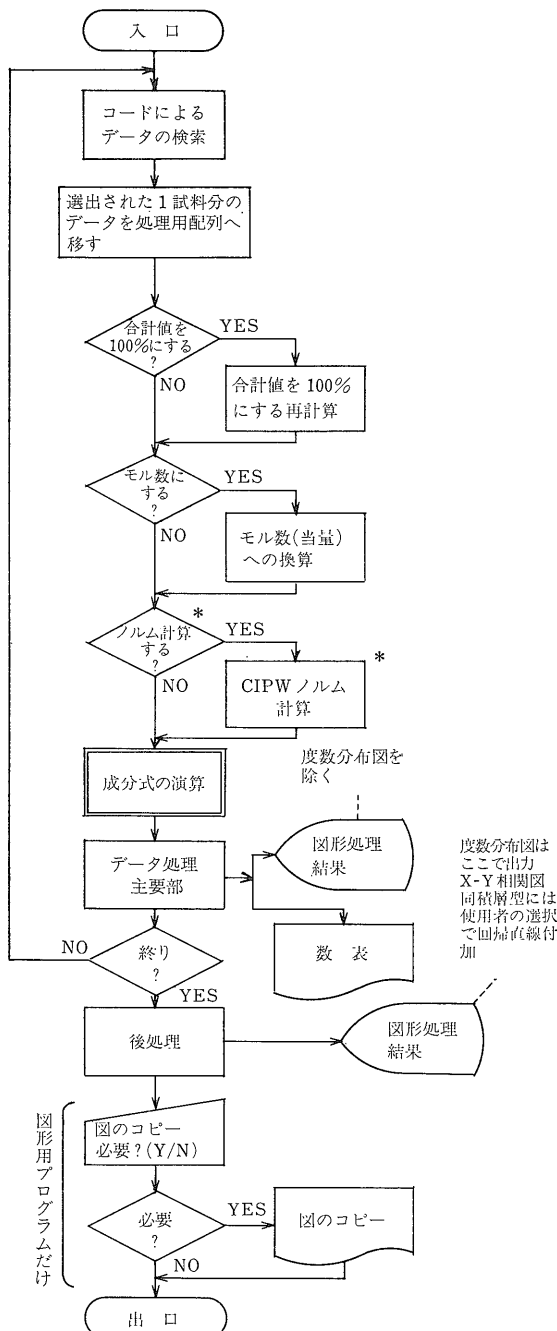 入 口
コードによる
データの検索
選出された1試料分の
データを処理用配列へ
移す
合計値を
100%にする
?
YES
NO
合計値を100%
にする再計算
モル数に
する
?
YES
NO
モル数(当量)
への換算
ノルム計算
する
?
*
YES
NO
CIPWノルム
計算
*
成分式の演算
度数分布図を
除く
データ処理
主要部
図形処理
結果
数 表
度数分布図は
ここで出力
X-Y相関図
同積層型には
使用者の選択
で回帰直線付
加
終り
?
NO
YES
後処理
図形処理
結果
図形用プログラムだけ
図のコピー
必要?(Y/N)
必要
?
YES
NO
図のコピー
出 口